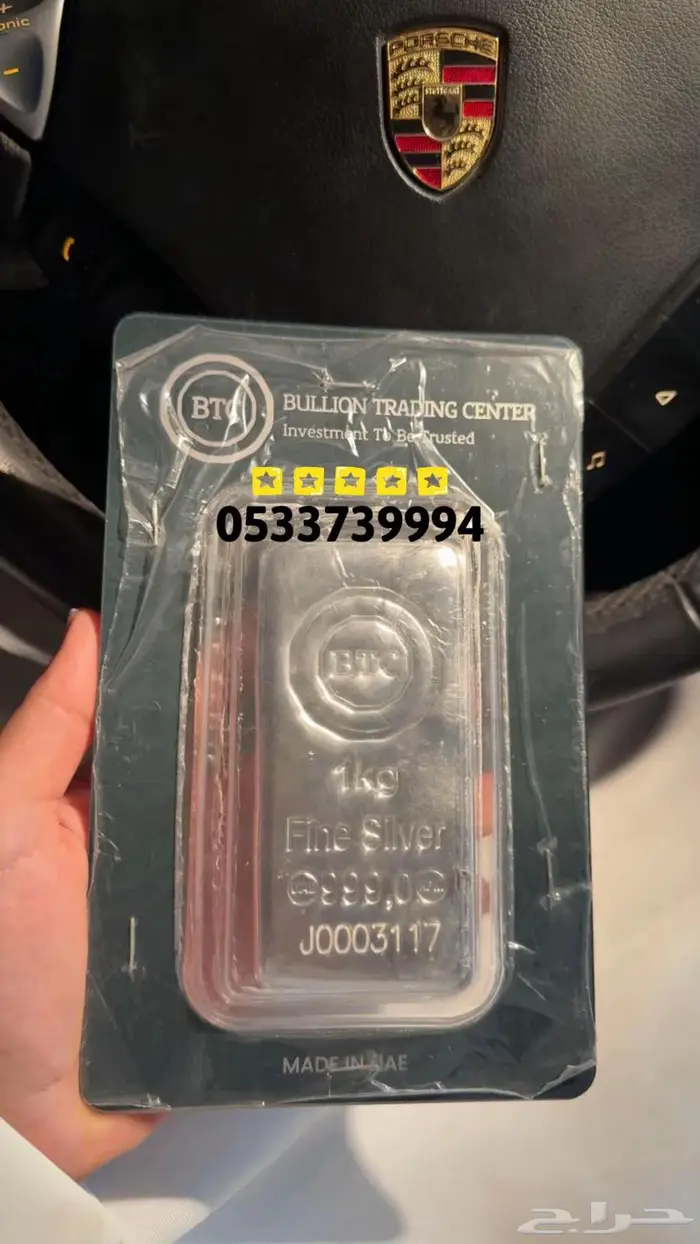 +
onic
PORSCHE
STUTTGART
BTC
BULLION TRADING CENTER
Investment To Be Trusted
0533739994
BTC
1kg
Fine Silver
999,0
J0003117
MADE IN UAE
حراج